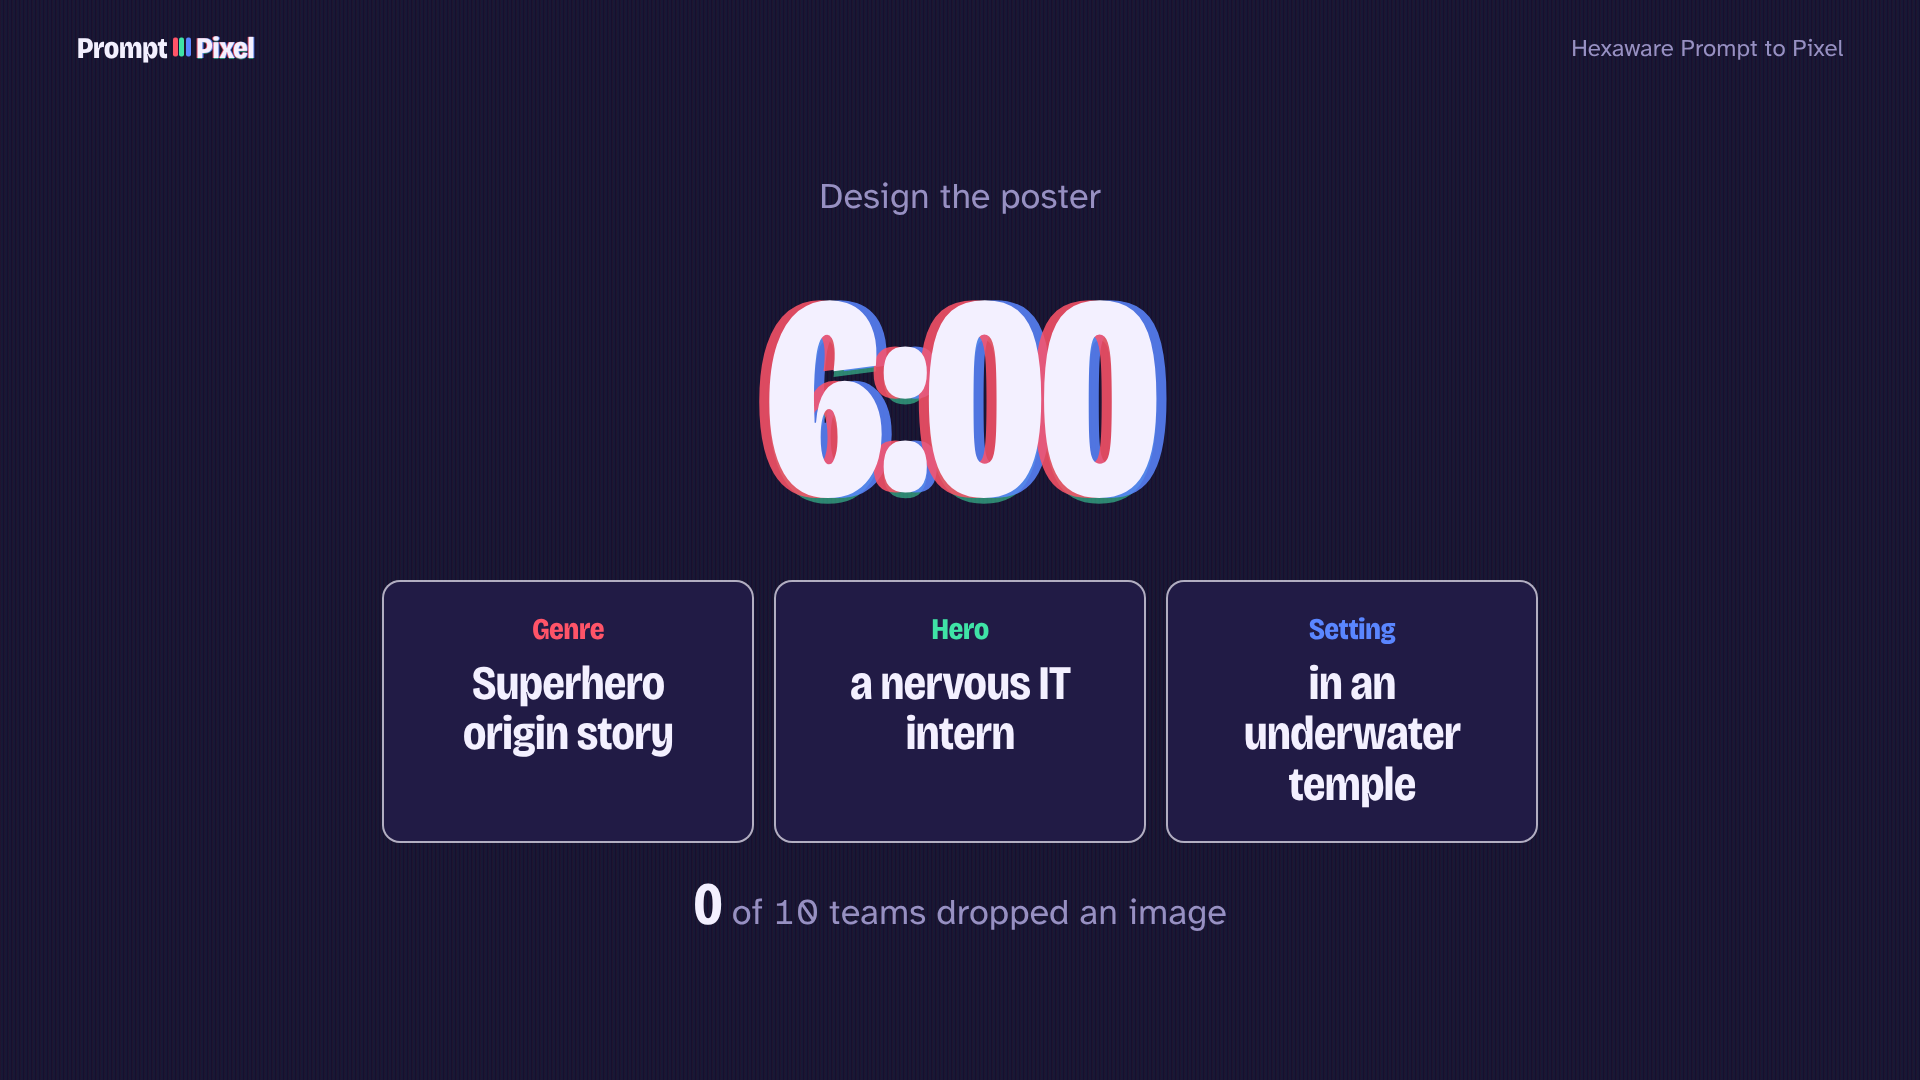 Prompt Pixel
Hexaware Prompt to Pixel
Design the poster
6:00
Genre
Superhero
origin story
Hero
a nervous IT
intern
Setting
in an
underwater
temple
0 of 10 teams dropped an image